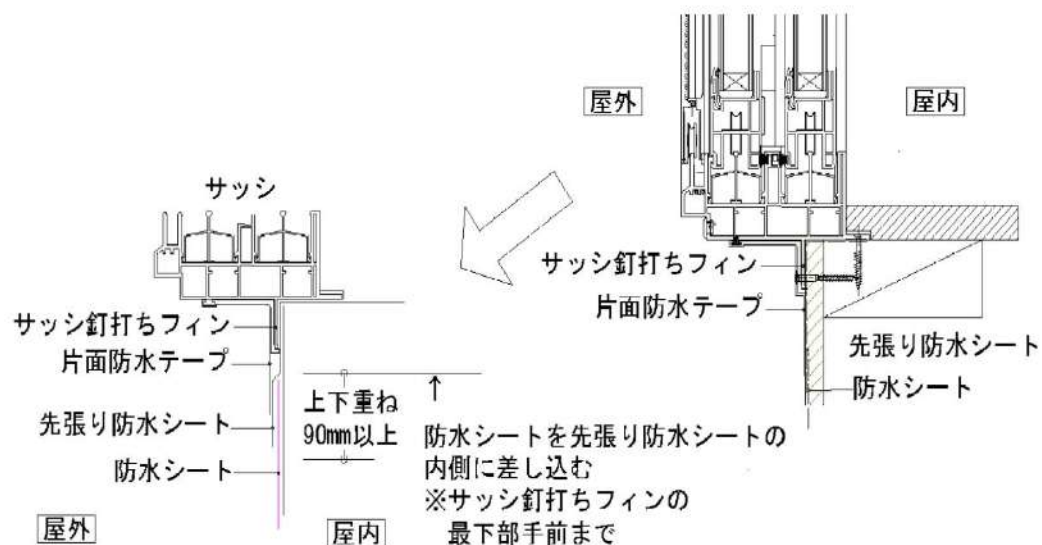 屋外
屋内
サッシ
サッシ釘打ちフィン
片面防水テープ
先張り防水シート
防水シート
サッシ釘打ちフィン
片面防水テープ
先張り防水シート
防水シート
上下重ね
90mm以上
↑
防水シートを先張り防水シートの
内側に差し込む
※サッシ釘打ちフィンの
最下部手前まで
屋外
屋内